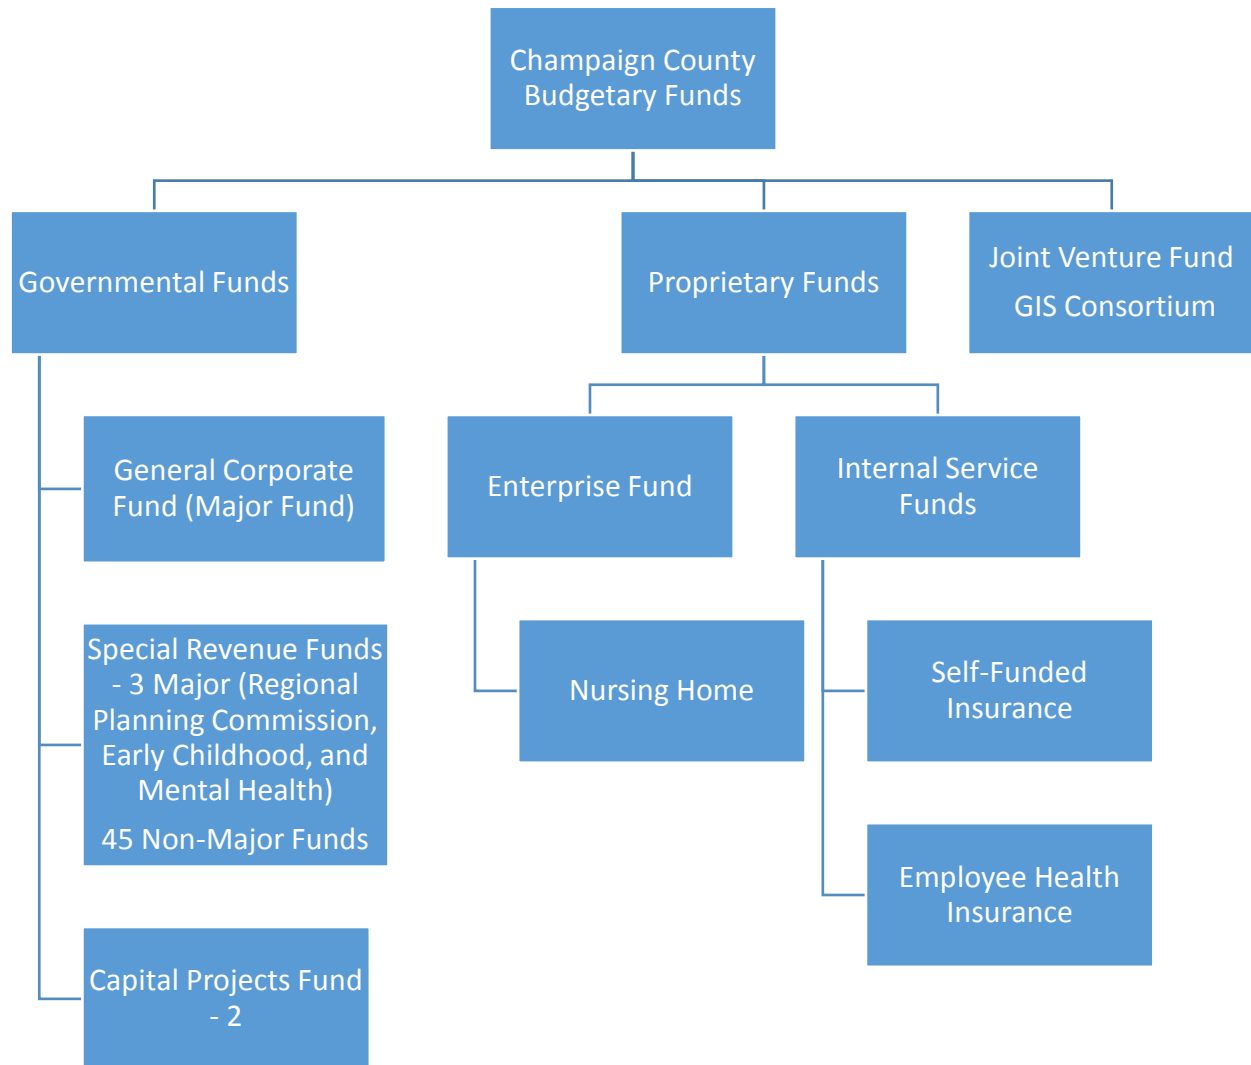 Champaign County
Budgetary Funds
Governmental Funds
Proprietary Funds
Joint Venture Fund
GIS Consortium
General Corporate
Fund (Major Fund)
Enterprise Fund
Internal Service
Funds
Special Revenue Funds
- 3 Major (Regional
Planning Commission,
Early Childhood, and
Mental Health)
45 Non-Major Funds
Nursing Home
Self-Funded
Insurance
Employee Health
Insurance
Capital Projects Fund
- 2